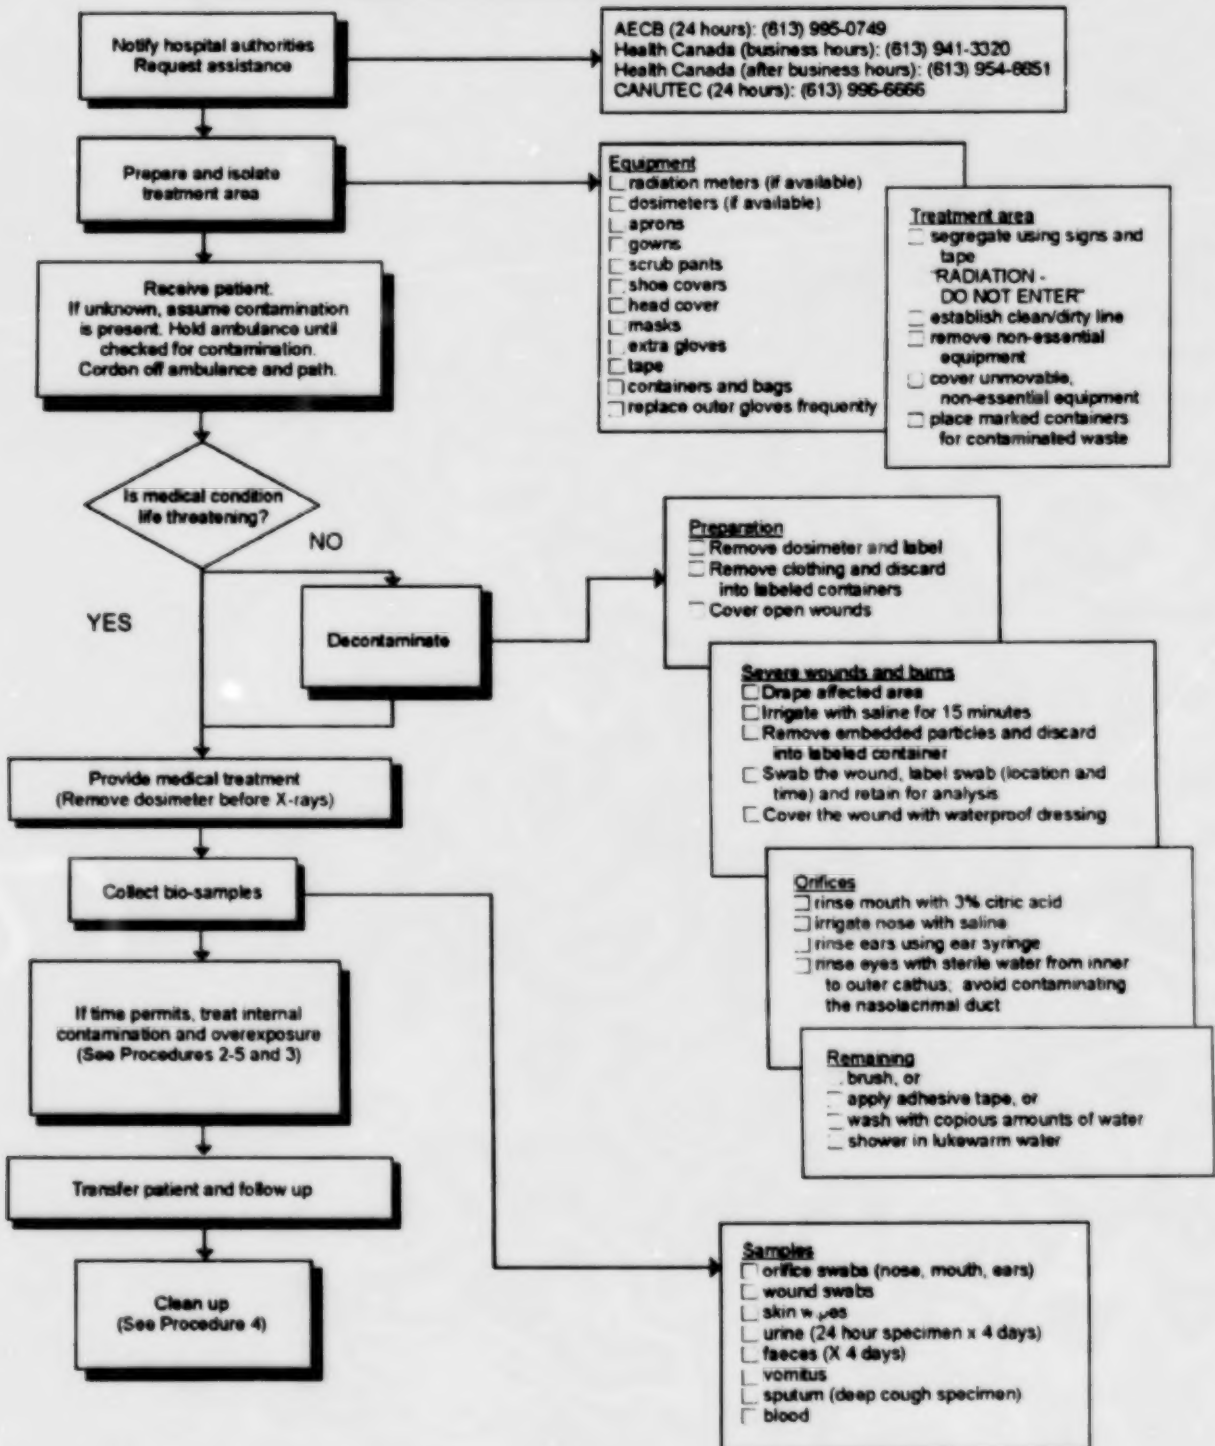 Notify hospital authorities
Request assistance
AECB (24 hours): (613) 995-0749
Health Canada (business hours): (613) 941-3320
Health Canada (after business hours): (613) 954-6651
CANUTEC (24 hours): (613) 996-6666
Prepare and isolate
treatment area
Equipment
radiation meters (if available)
dosimeters (if available)
aprons
gowns
scrub pants
shoe covers
head cover
masks
extra gloves
tape
containers and bags
replace outer gloves frequently
Treatment area
segregate using signs and
tape
"RADIATION -
DO NOT ENTER"
establish clean/dirty line
remove non-essential
equipment
cover unmovable,
non-essential equipment
place marked containers
for contaminated waste
Receive patient.
If unknown, assume contamination
is present. Hold ambulance until
checked for contamination.
Cordon off ambulance and path.
Is medical condition
life threatening?
NO
YES
Decontaminate
Preparation
Remove dosimeter and label
Remove clothing and discard
into labeled containers
Cover open wounds
Severe wounds and burns
Drape affected area
Irrigate with saline for 15 minutes
Remove embedded particles and discard
into labeled container
Swab the wound, label swab (location and
time) and retain for analysis
Cover the wound with waterproof dressing
Orifices
rinse mouth with 3% citric acid
irrigate nose with saline
rinse ears using ear syringe
rinse eyes with sterile water from inner
to outer cathus; avoid contaminating
the nasolacrimal duct
Remaining
brush, or
apply adhesive tape, or
wash with copious amounts of water
shower in lukewarm water
Provide medical treatment
(Remove dosimeter before X-rays)
Collect bio-samples
If time permits, treat internal
contamination and overexposure
(See Procedures 2-5 and 3)
Transfer patient and follow up
Clean up
(See Procedure 4)
Samples
orifice swabs (nose, mouth, ears)
wound swabs
skin wipes
urine (24 hour specimen x 4 days)
faeces (X 4 days)
vomitus
sputum (deep cough specimen)
blood